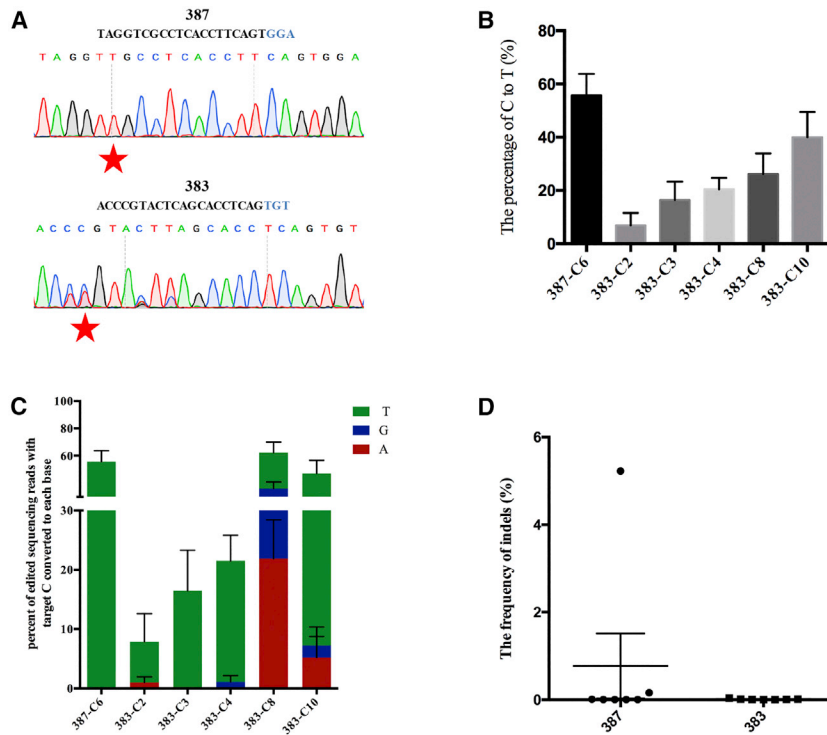 A
387
TAGGTCGCCTCACCTTCAGTGGA
T A G G T T G C C T C A C C T T C A G T G G A
383
ACCCGTACTCAGCACCTCAGTGT
A C C C G T A C T T A G C A C C T C A G T G T
B
The percentage of C to T (%)
80
60
40
20
0
387-C6
383-C2
383-C3
383-C4
383-C8
383-C10
C
percent of edited sequencing reads with
target C converted to each base
100
80
60
30
20
10
0
387-C6
383-C2
383-C3
383-C4
383-C8
383-C10
T
G
A
D
The frequency of indels (%)
6
4
2
0
387
383